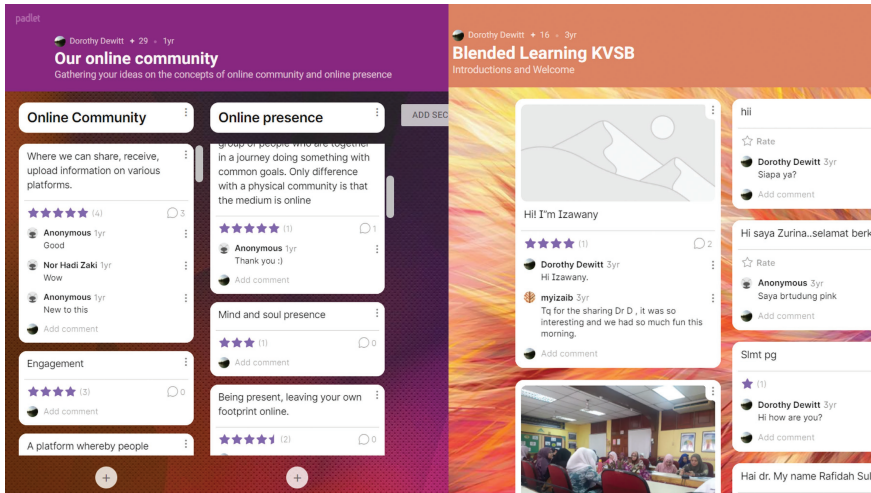 padlet
Dorothy Dewitt + 29 • 1yr
Our online community
Gathering your ideas on the concepts of online community and online presence
Online Community
Where we can share, receive,
upload information on various
platforms.
(4)
3
Anonymous 1yr
Good
Nor Hadi Zaki 1yr
Wow
Anonymous 1yr
New to this
Add comment
Engagement
(3)
0
Add comment
A platform whereby people
Online presence
group of people who are together
in a journey doing something with
common goals. Only difference
with a physical community is that
the medium is online
(1)
1
Anonymous 1yr
Thank you :)
Add comment
Mind and soul presence
(1)
0
Add comment
Being present, leaving your own
footprint online.
(2)
0
ADD SEC
Dorothy Dewitt + 16 • 3yr
Blended Learning KVSB
Introductions and Welcome
Hi! I"m Izawany
(1)
2
Dorothy Dewitt 3yr
Hi Izawany.
myizaib 3yr
Tq for the sharing Dr D , it was so
interesting and we had so much fun this
morning.
Add comment
hii
Rate
Dorothy Dewitt 3yr
Siapa ya?
Add comment
Hi saya Zurina..selamat berk
Rate
Anonymous 3yr
Saya brtudung pink
Add comment
Slmt pg
(1)
Dorothy Dewitt 3yr
Hi how are you?
Add comment
Hai dr. My name Rafidah Sul